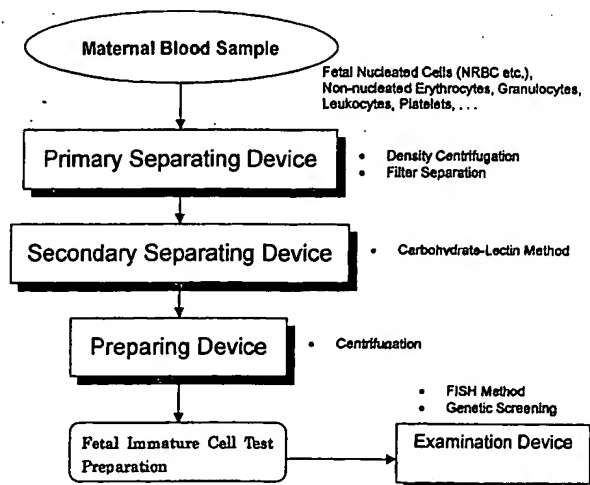 Maternal Blood Sample
Fetal Nucleated Cells (NRBC etc.),
Non-nucleated Erythrocytes, Granulocytes,
Leukocytes, Platelets, . . .
Primary Separating Device
• Density Centrifugation
• Filter Separation
Secondary Separating Device
• Carbohydrate-Lectin Method
Preparing Device
• Centrifugation
• FISH Method
• Genetic Screening
Fetal Immature Cell Test
Preparation
Examination Device